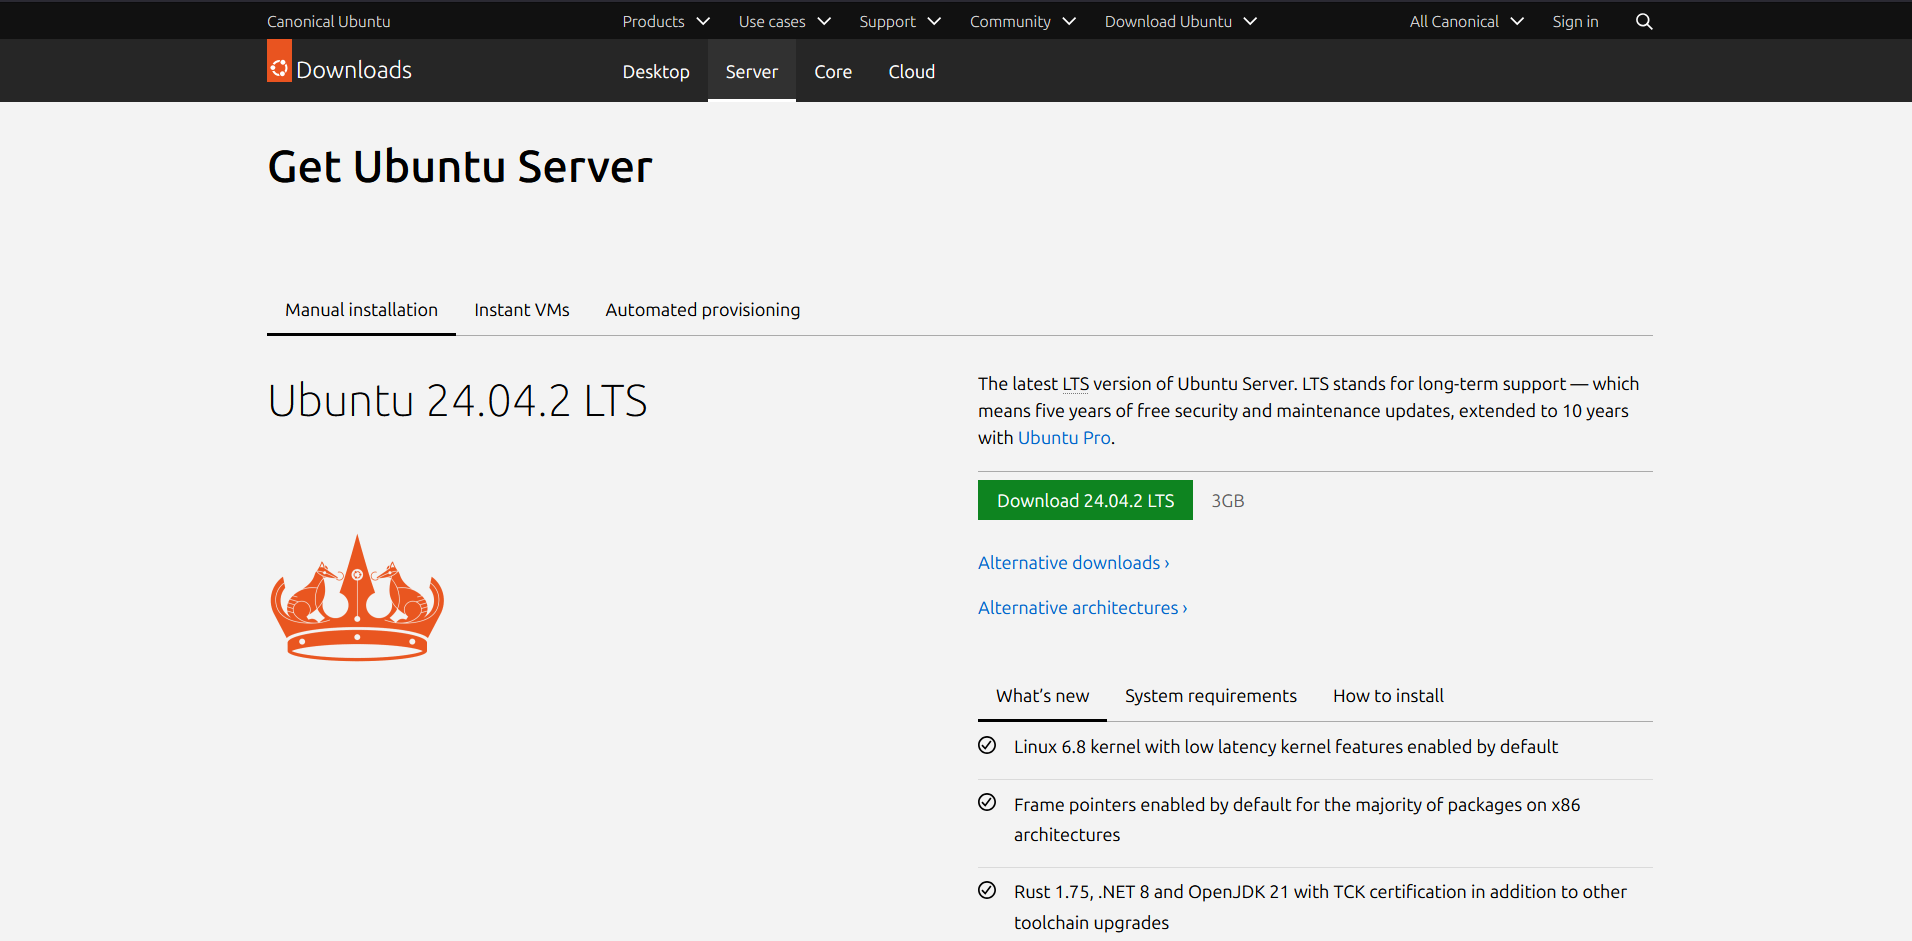 Canonical Ubuntu
Products
Use cases
Support
Community
Download Ubuntu
All Canonical
Sign in
Downloads
Desktop
Server
Core
Cloud
Get Ubuntu Server
Manual installation
Instant VMs
Automated provisioning
Ubuntu 24.04.2 LTS
The latest LTS version of Ubuntu Server. LTS stands for long-term support — which
means five years of free security and maintenance updates, extended to 10 years
with Ubuntu Pro.
Download 24.04.2 LTS
3GB
Alternative downloads ›
Alternative architectures ›
What's new
System requirements
How to install
Linux 6.8 kernel with low latency kernel features enabled by default
Frame pointers enabled by default for the majority of packages on x86
architectures
Rust 1.75, .NET 8 and OpenJDK 21 with TCK certification in addition to other
toolchain upgrades